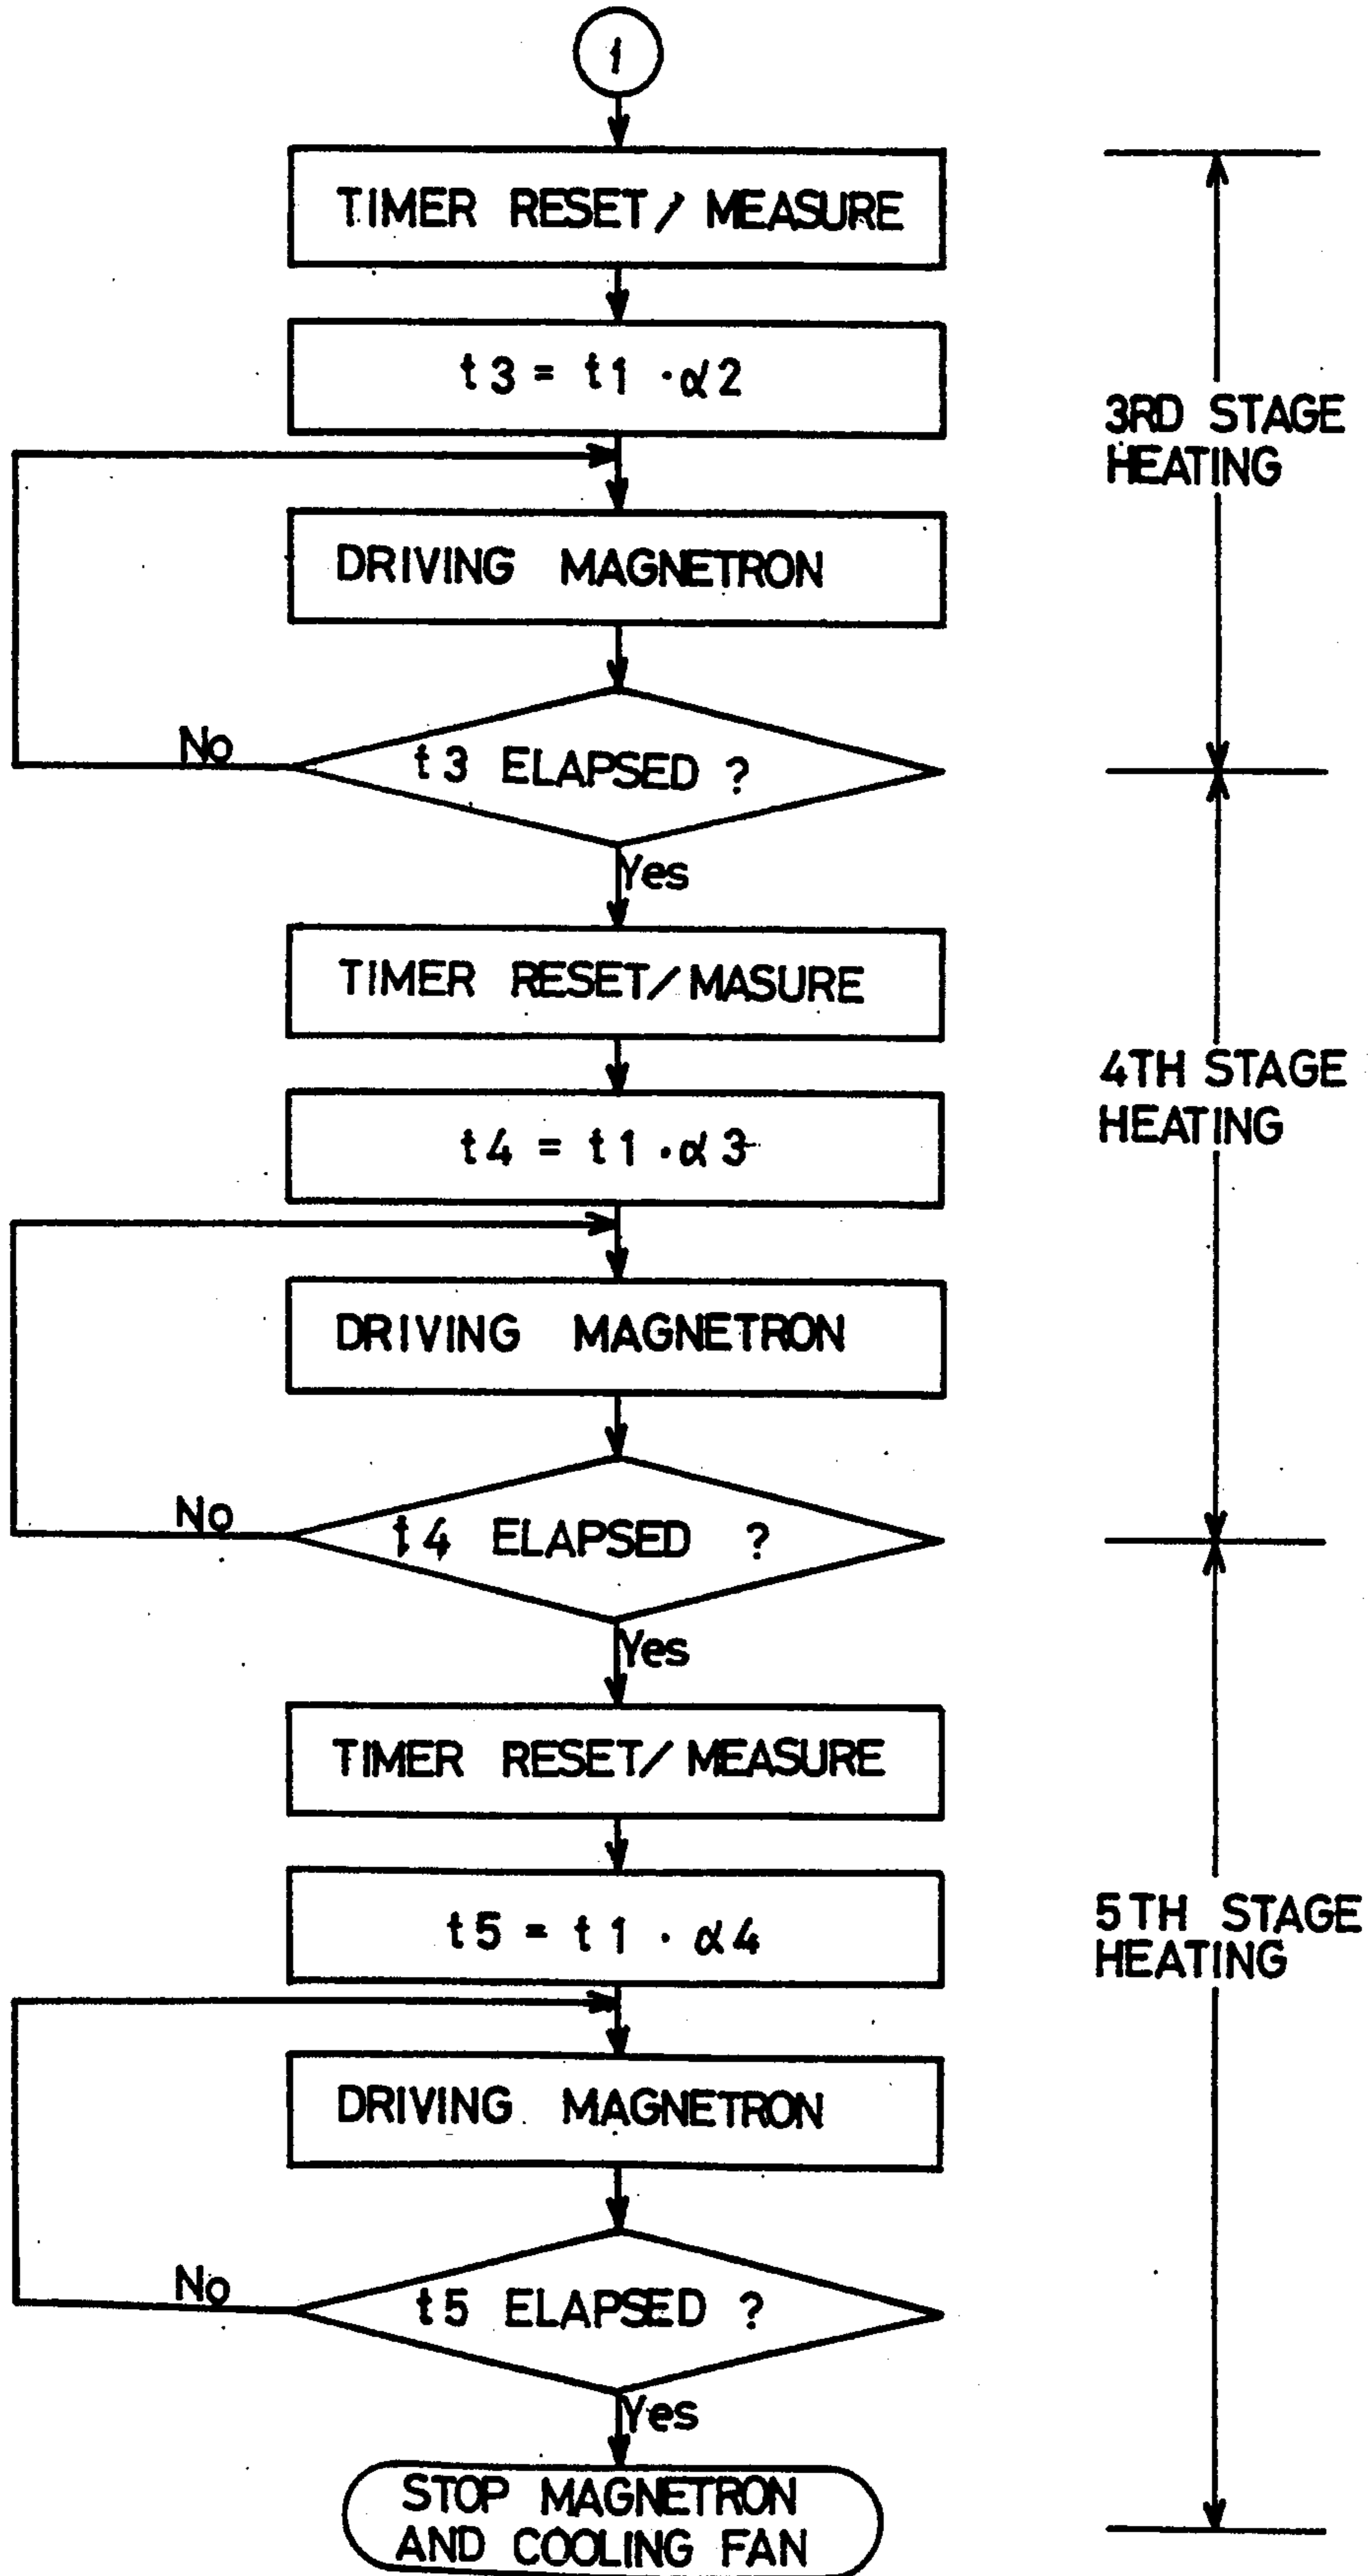 1
TIMER RESET / MEASURE
t3 = t1 · α2
3RD STAGE
HEATING
DRIVING MAGNETRON
No
t3 ELAPSED ?
Yes
TIMER RESET / MASURE
4TH STAGE
HEATING
t4 = t1 · α3
DRIVING MAGNETRON
No
t4 ELAPSED ?
Yes
TIMER RESET / MEASURE
t5 = t1 · α4
5TH STAGE
HEATING
DRIVING MAGNETRON
No
t5 ELAPSED ?
Yes
STOP MAGNETRON
AND COOLING FAN